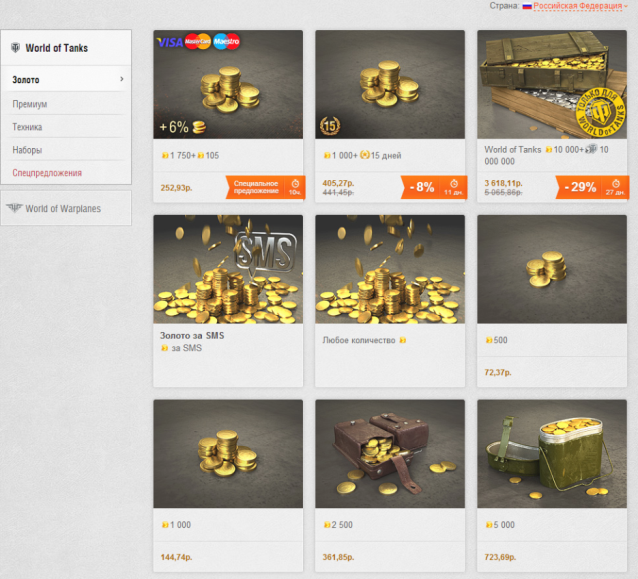 Страна: Российская Федерация
World of Tanks
Золото
Премиум
Техника
Наборы
Спецпредложения
World of Warplanes
VISA MasterCard Maestro
+6%
1 750+ 105
252,93р.
Специальное
предложение
10ч.
15
1 000+ 15 дней
405,27р.
441,45р.
- 8%
11 дн.
ТОЛЬКО ДЛЯ
WORLD OF TANKS
World of Tanks 10 000+ 10
000 000
3 618,11р.
5 065,86р.
- 29%
27 дн.
SMS
Золото за SMS
за SMS
Любое количество
500
72,37р.
1 000
144,74р.
2 500
361,85р.
5 000
723,69р.